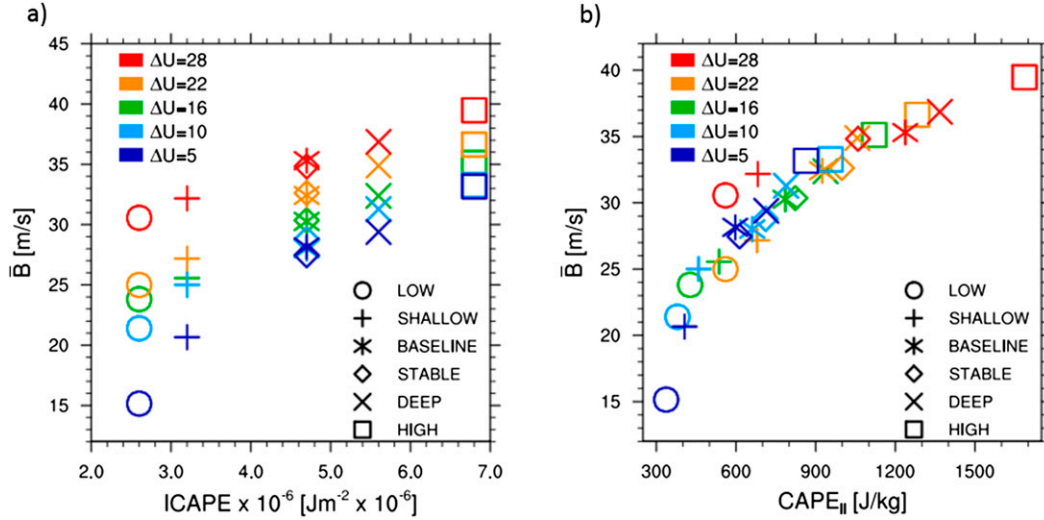 a)
45
40
35
30
25
20
15
B̅ [m/s]
ΔU=28
ΔU=22
ΔU=16
ΔU=10
ΔU=5
LOW
SHALLOW
BASELINE
STABLE
DEEP
HIGH
2.0 3.0 4.0 5.0 6.0 7.0
ICAPE x 10⁻⁶ [Jm⁻² x 10⁻⁶]
b)
40
35
30
25
20
15
B̅ [m/s]
ΔU=28
ΔU=22
ΔU=16
ΔU=10
ΔU=5
LOW
SHALLOW
BASELINE
STABLE
DEEP
HIGH
300 600 900 1200 1500
CAPE_II [J/kg]